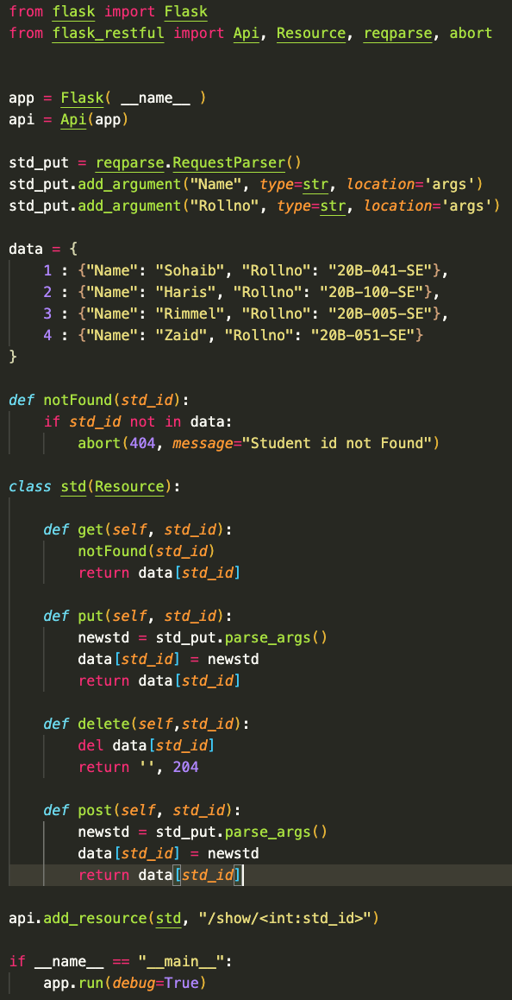 from flask import Flask
from flask_restful import Api, Resource, reqparse, abort


app = Flask( __name__ )
api = Api(app)

std_put = reqparse.RequestParser()
std_put.add_argument("Name", type=str, location='args')
std_put.add_argument("Rollno", type=str, location='args')

data = {
    1 : {"Name": "Sohaib", "Rollno": "20B-041-SE"},
    2 : {"Name": "Haris", "Rollno": "20B-100-SE"},
    3 : {"Name": "Rimmel", "Rollno": "20B-005-SE"},
    4 : {"Name": "Zaid", "Rollno": "20B-051-SE"}
}

def notFound(std_id):
    if std_id not in data:
        abort(404, message="Student id not Found")

class std(Resource):

    def get(self, std_id):
        notFound(std_id)
        return data[std_id]

    def put(self, std_id):
        newstd = std_put.parse_args()
        data[std_id] = newstd
        return data[std_id]

    def delete(self,std_id):
        del data[std_id]
        return '', 204

    def post(self, std_id):
        newstd = std_put.parse_args()
        data[std_id] = newstd
        return data[std_id]

api.add_resource(std, "/show/<int:std_id>")

if __name__ == "__main__":
    app.run(debug=True)